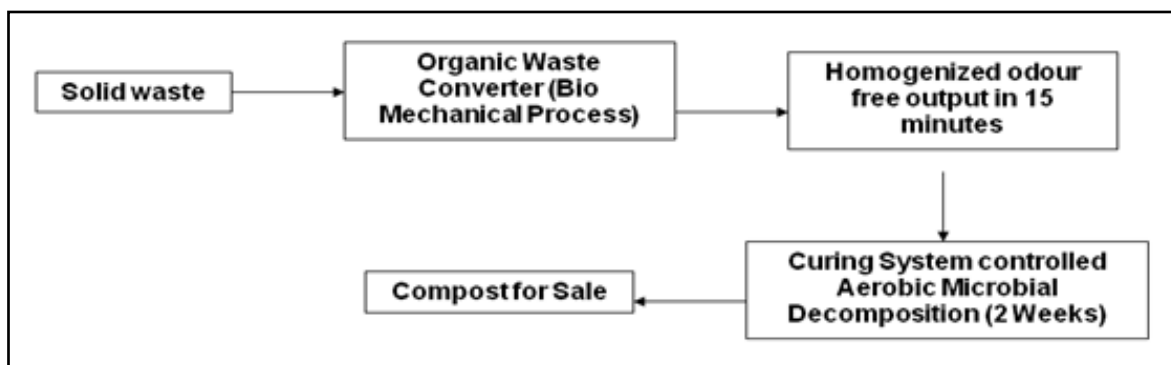 Solid waste
Organic Waste
Converter (Bio
Mechanical Process)
Homogenized odour
free output in 15
minutes
Curing System controlled
Aerobic Microbial
Decomposition (2 Weeks)
Compost for Sale